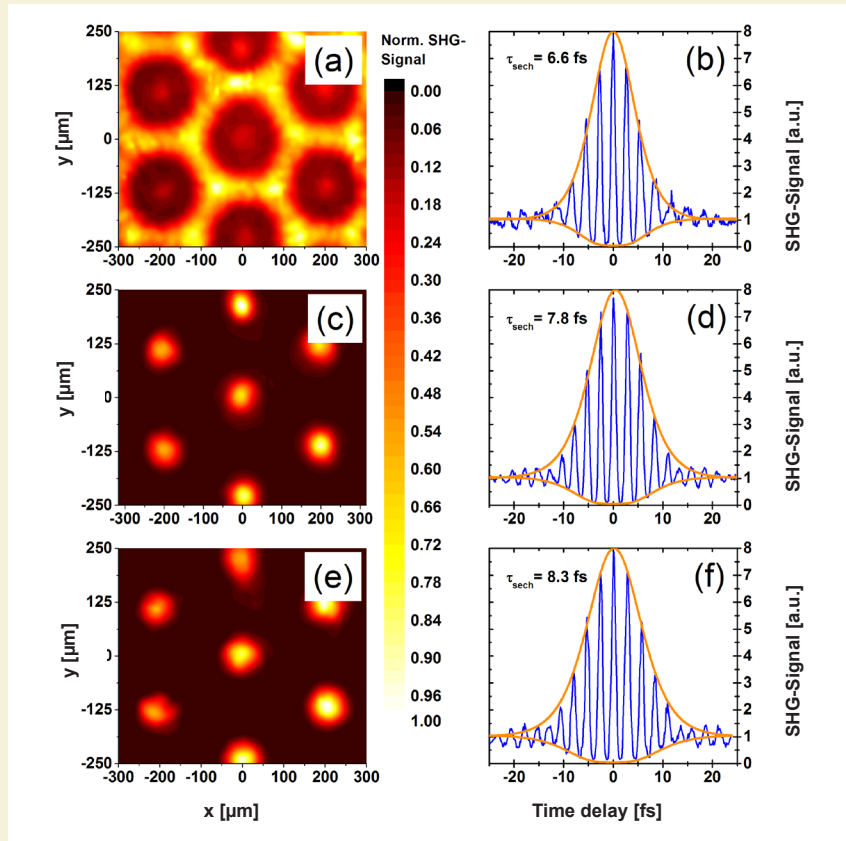 250
125
0
-125
-250
y [µm]
-300 -200 -100 0 100 200 300
(a)
Norm. SHG-
Signal
0.00
0.06
0.12
0.18
0.24
0.30
0.36
0.42
0.48
0.54
0.60
0.66
0.72
0.78
0.84
0.90
0.96
1.00
τsech= 6.6 fs
(b)
8
7
6
5
4
3
2
1
0
SHG-Signal [a.u.]
-20 -10 0 10 20
250
125
0
-125
-250
y [µm]
-300 -200 -100 0 100 200 300
(c)
τsech= 7.8 fs
(d)
8
7
6
5
4
3
2
1
0
SHG-Signal [a.u.]
-20 -10 0 10 20
250
125
0
-125
-250
y [µm]
-300 -200 -100 0 100 200 300
x [µm]
(e)
τsech= 8.3 fs
(f)
8
7
6
5
4
3
2
1
0
SHG-Signal [a.u.]
-20 -10 0 10 20
Time delay [fs]